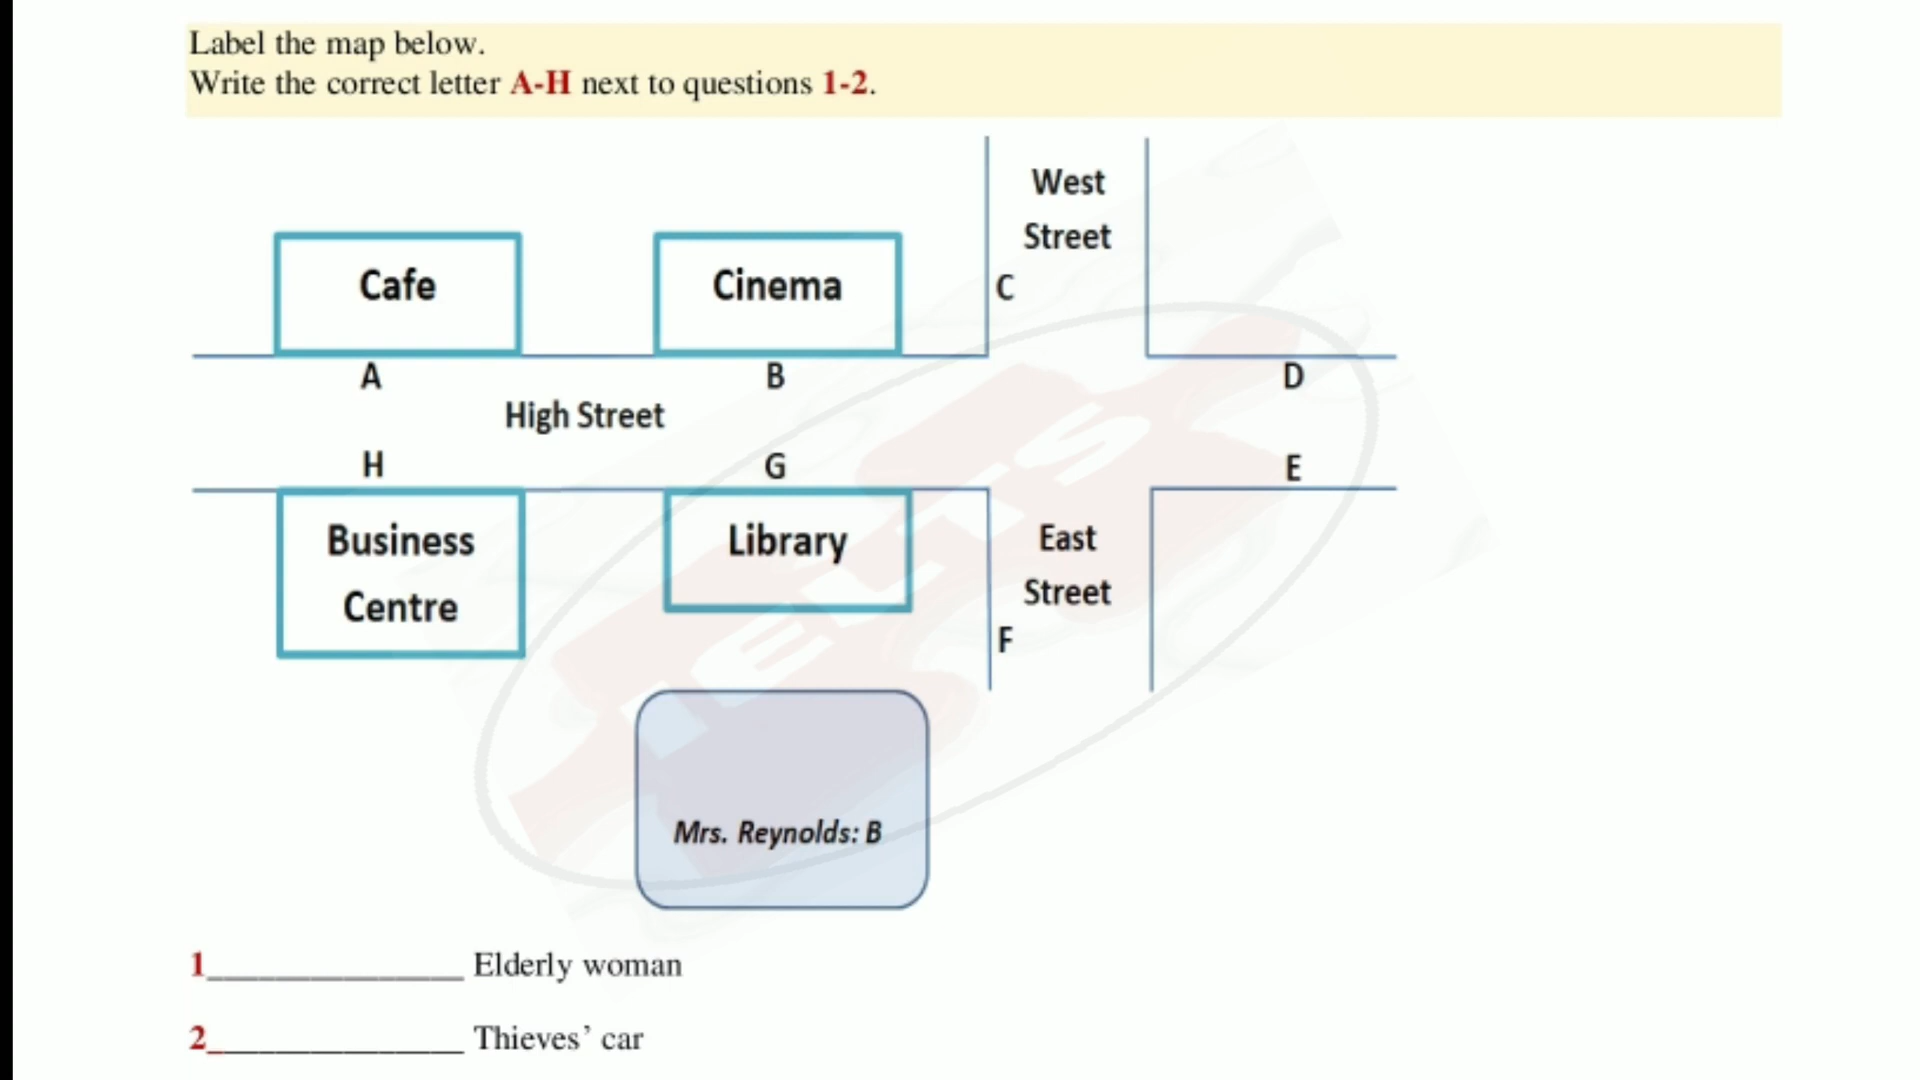 Label the map below.
Write the correct letter A-H next to questions 1-2.
West
Street
Cafe
Cinema
C
A
B
D
High Street
H
G
E
Business
Centre
Library
East
Street
F
IELTS
Mrs. Reynolds: B
1_______________ Elderly woman
2_______________ Thieves’ car